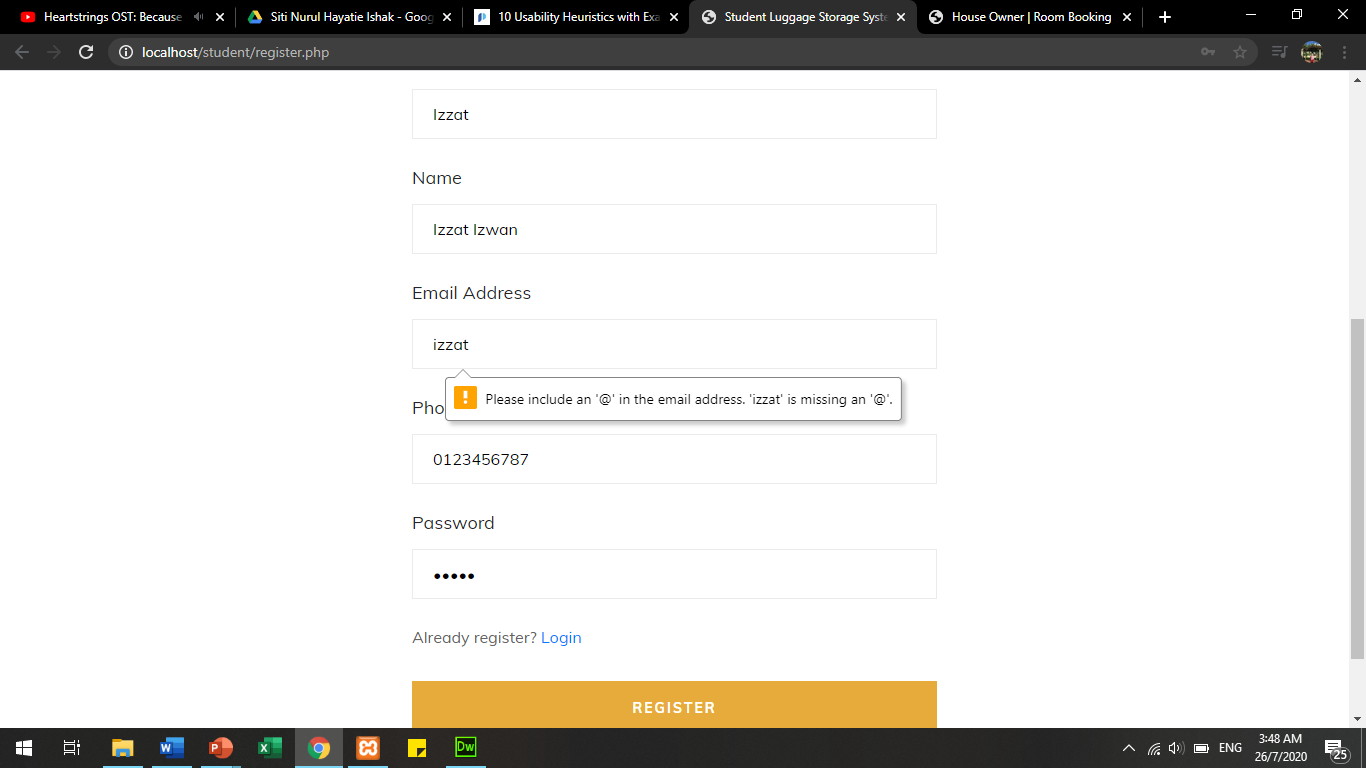 Heartstrings OST: Because
Siti Nurul Hayatie Ishak - Goog
10 Usability Heuristics with Exa
Student Luggage Storage Syste
House Owner | Room Booking
localhost/student/register.php
Izzat
Name
Izzat Izwan
Email Address
izzat
Please include an '@' in the email address. 'izzat' is missing an '@'.
Pho
0123456787
Password
•••••
Already register? Login
REGISTER
Dw
ENG
3:48 AM
26/7/2020
25